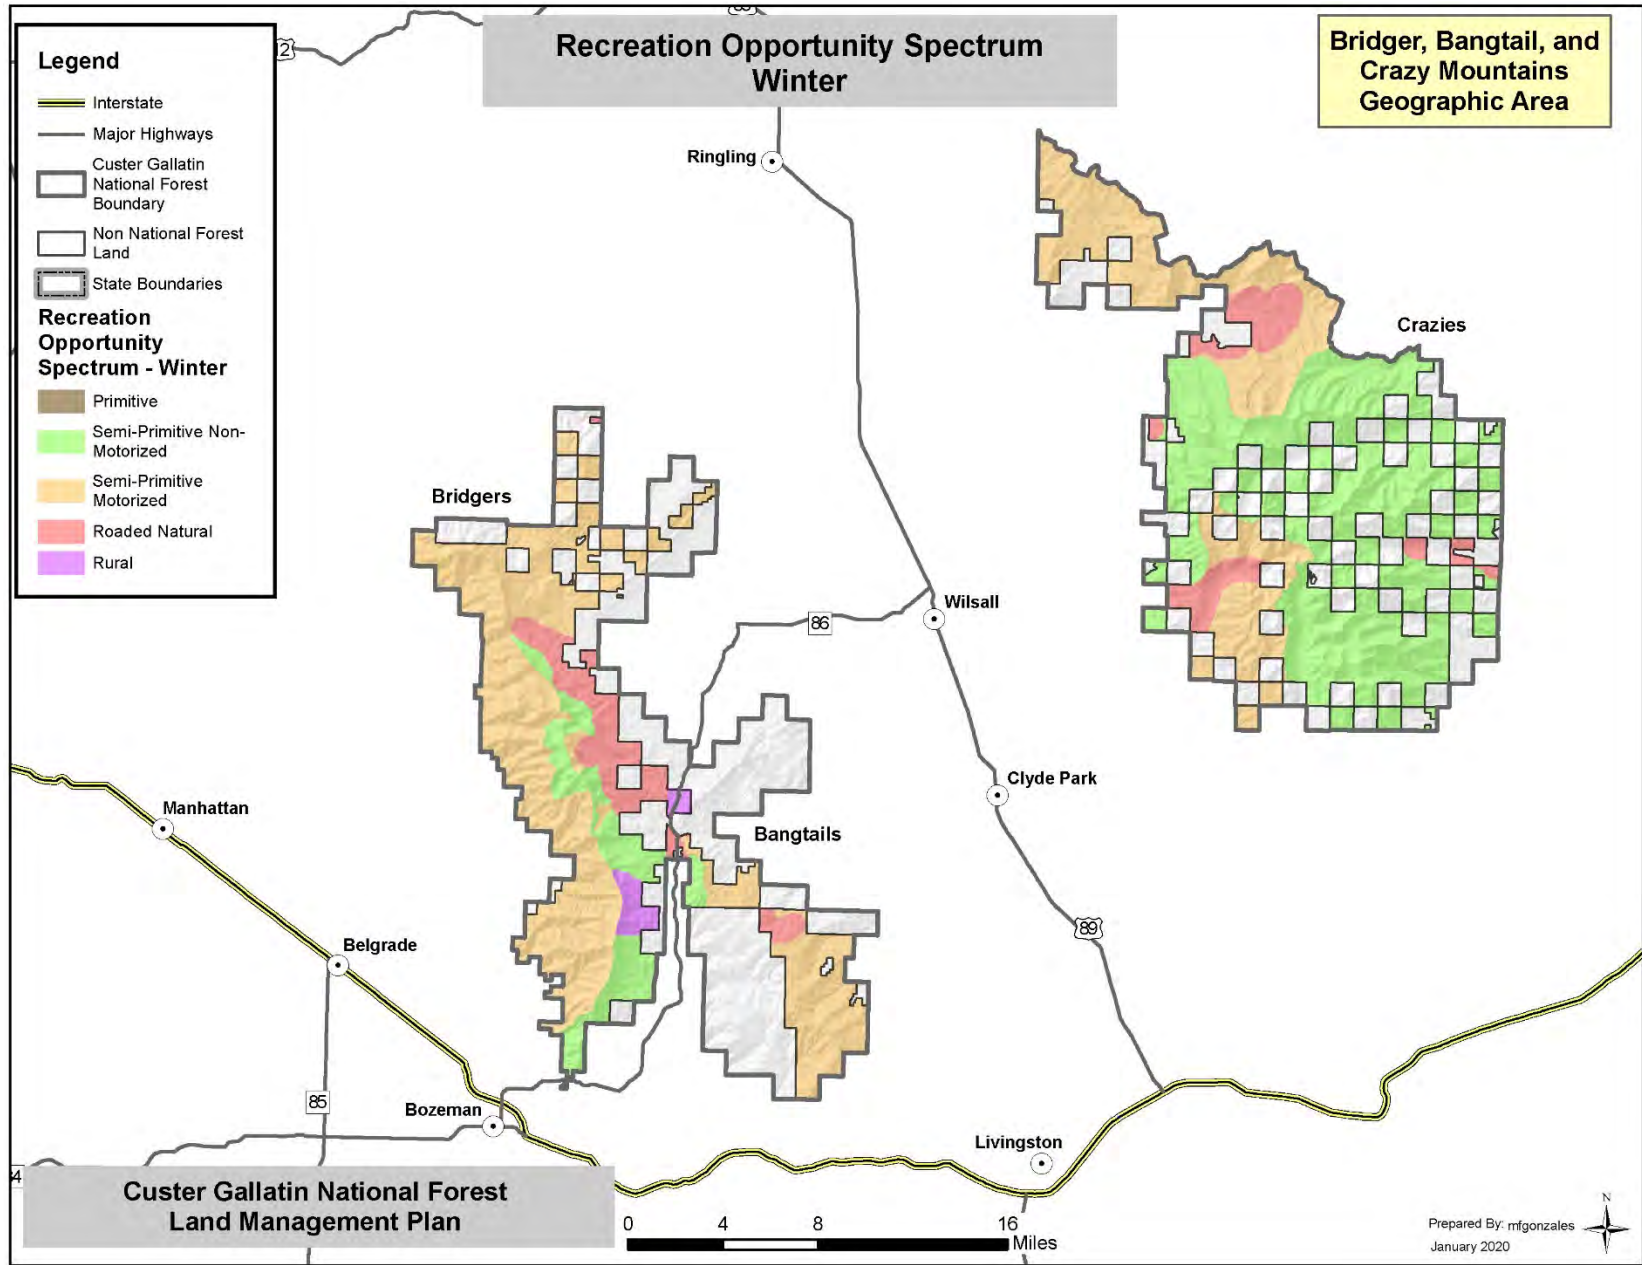 Recreation Opportunity Spectrum
Winter
Bridger, Bangtail, and
Crazy Mountains
Geographic Area
Legend
Interstate
Major Highways
Custer Gallatin
National Forest
Boundary
Non National Forest
Land
State Boundaries
Recreation
Opportunity
Spectrum - Winter
Primitive
Semi-Primitive Non-
Motorized
Semi-Primitive
Motorized
Roaded Natural
Rural
Ringling
Crazies
Bridgers
86
Wilsall
Clyde Park
Manhattan
Bangtails
89
Belgrade
85
Bozeman
Livingston
Custer Gallatin National Forest
Land Management Plan
0 4 8 16
Miles
N
Prepared By: mfgonzales
January 2020